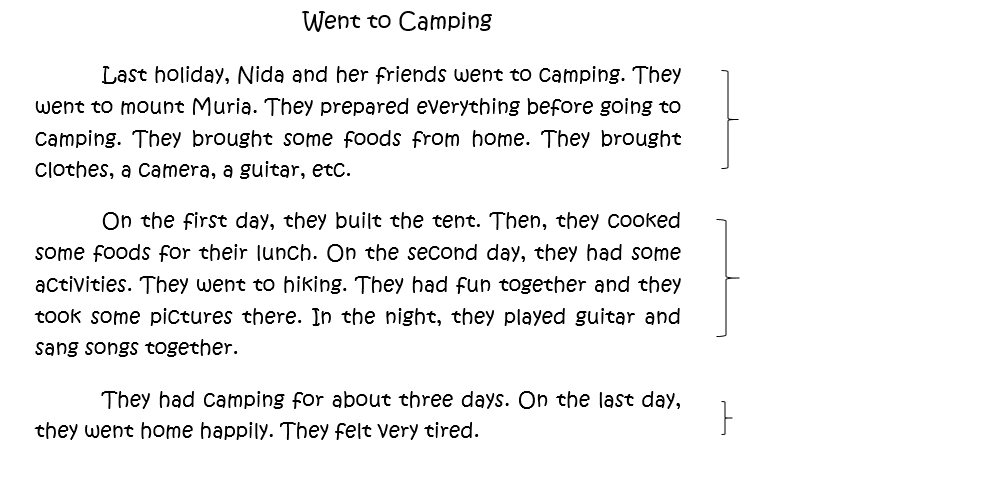 Went to Camping
Last holiday, Nida and her friends went to camping. They
went to mount Muria. They prepared everything before going to
camping. They brought some foods from home. They brought
clothes, a camera, a guitar, etc.
On the first day, they built the tent. Then, they cooked
some foods for their lunch. On the second day, they had some
activities. They went to hiking. They had fun together and they
took some pictures there. In the night, they played guitar and
sang songs together.
They had camping for about three days. On the last day,
they went home happily. They felt very tired.